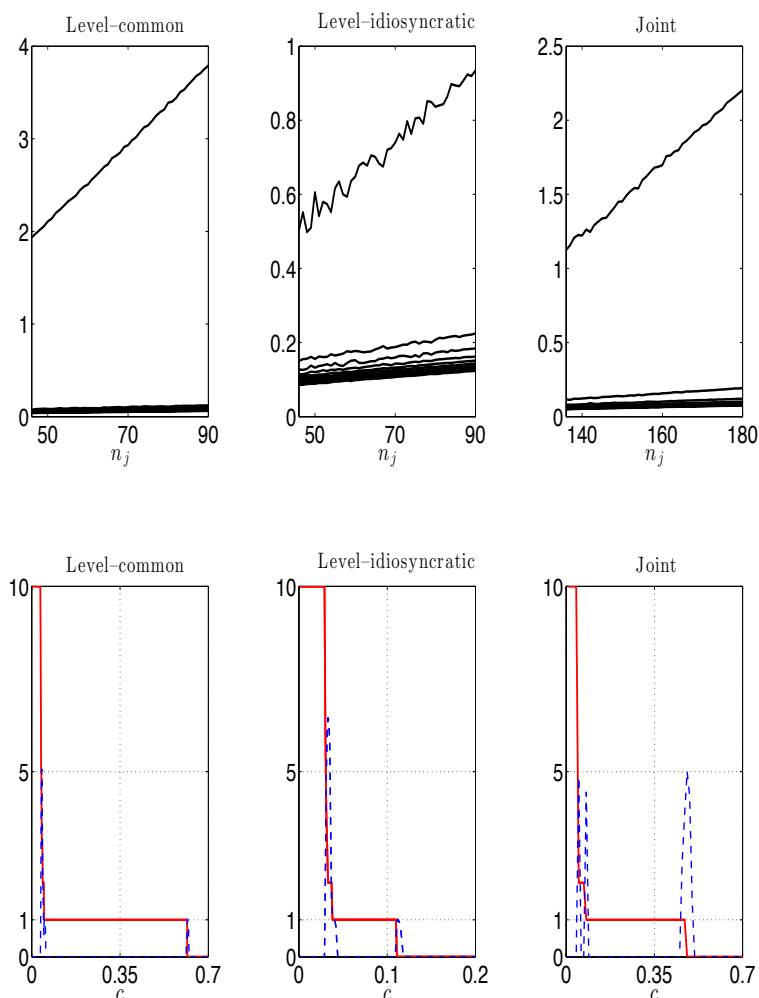 Level–common
4
3
2
1
0
50 70 90
n_j
Level–idiosyncratic
1
0.8
0.6
0.4
0.2
0
50 70 90
n_j
Joint
2.5
2
1.5
1
0.5
0
140 160 180
n_j
Level–common
10
5
1
0
0 0.35 0.7
c
Level–idiosyncratic
10
5
1
0
0 0.1 0.2
c
Joint
10
5
1
0
0 0.35 0.7
c